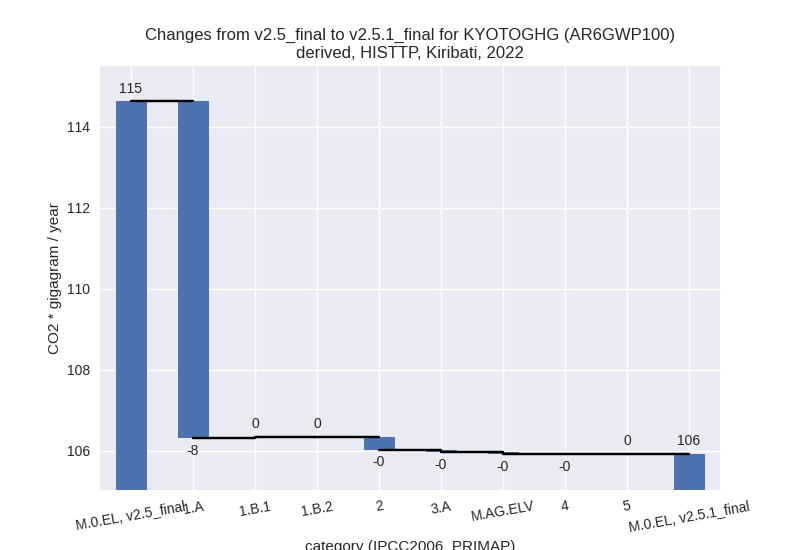 Changes from v2.5_final to v2.5.1_final for KYOTOGHG (AR6GWP100)
derived, HISTTP, Kiribati, 2022
115
114
112
110
108
106
CO2 * gigagram / year
-8
0
0
-0
-0
-0
-0
0
106
M.0.EL, v2.5_final
1.A
1.B.1
1.B.2
2
3.A
M.AG.ELV
4
5
M.0.EL, v2.5.1_final
category (IPCC2006_PRIMAP)